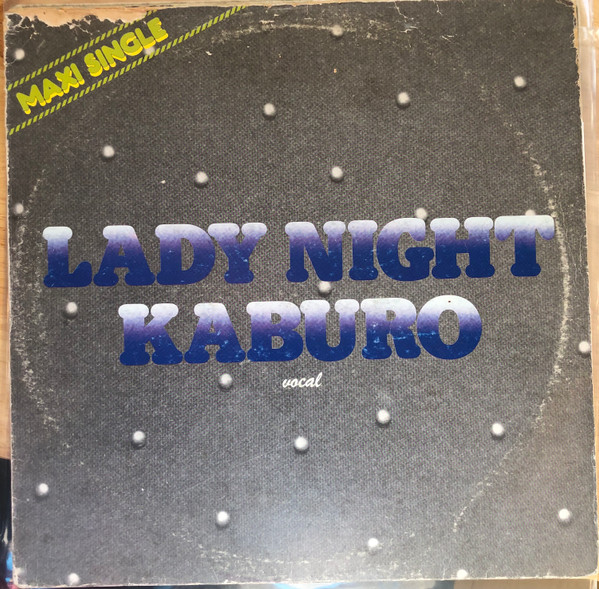 MAXI SINGLE
LADY NIGHT
KABURO
vocal